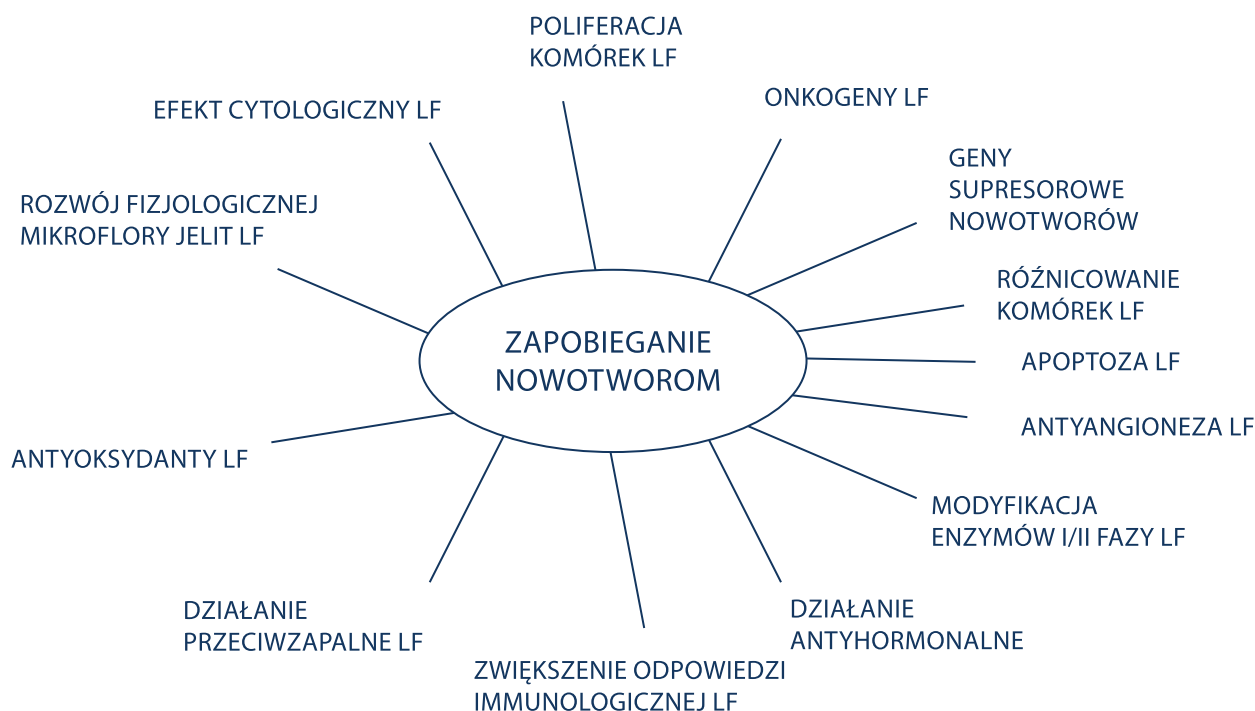 POLIFERACJA
KOMÓREK LF
ONKOGENY LF
EFEKT CYTOLOGICZNY LF
GENY
SUPRESOROWE
NOWOTWORÓW
ROZWÓJ FIZJOLOGICZNEJ
MIKROFLORY JELIT LF
RÓŹNICOWANIE
KOMÓREK LF
ZAPOBIEGANIE
NOWOTWOROM
APOPTOZA LF
ANTYANGIONEZA LF
ANTYOKSYDANTY LF
MODYFIKACJA
ENZYMÓW I/II FAZY LF
DZIAŁANIE
PRZECIWZAPALNE LF
DZIAŁANIE
ANTYHORMONALNE
ZWIĘKSZENIE ODPOWIEDZI
IMMUNOLOGICZNEJ LF